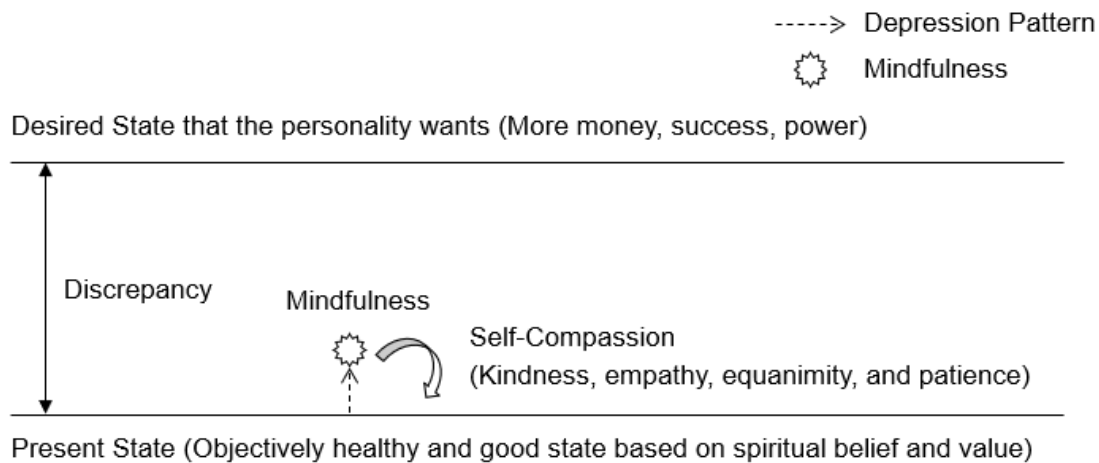 Depression Pattern
Mindfulness
Desired State that the personality wants (More money, success, power)
Discrepancy
Mindfulness
Self-Compassion
(Kindness, empathy, equanimity, and patience)
Present State (Objectively healthy and good state based on spiritual belief and value)